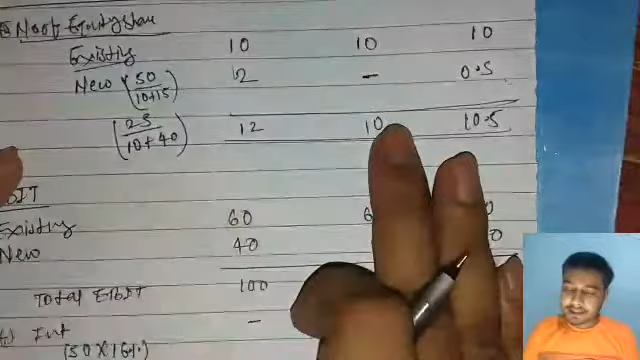 No of Equity Share
Existing 10 10 10
New (50/10+15) 2 - 0.5
(25/10+40) 12 10 10.5
EBIT
Existing 60
New 40
Total EBIT 100
(-) Int -
(50 X 16%)